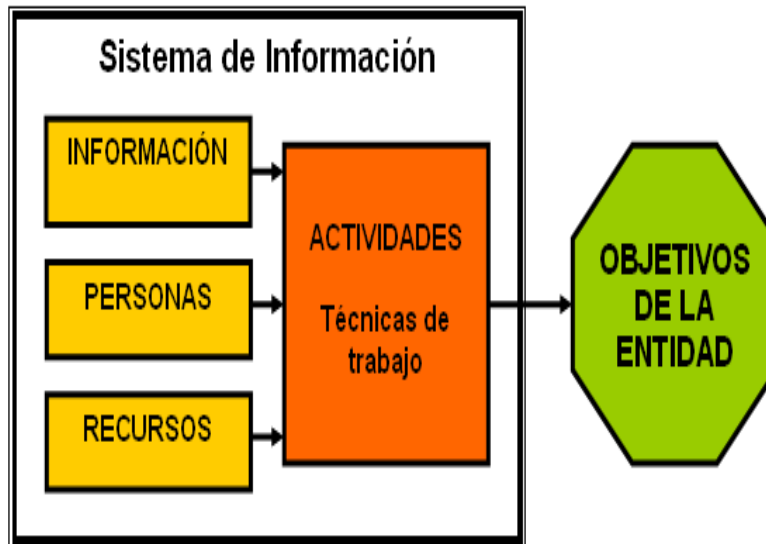 Sistema de Información
INFORMACIÓN
PERSONAS
RECURSOS
ACTIVIDADES
Técnicas de
trabajo
OBJETIVOS
DE LA
ENTIDAD